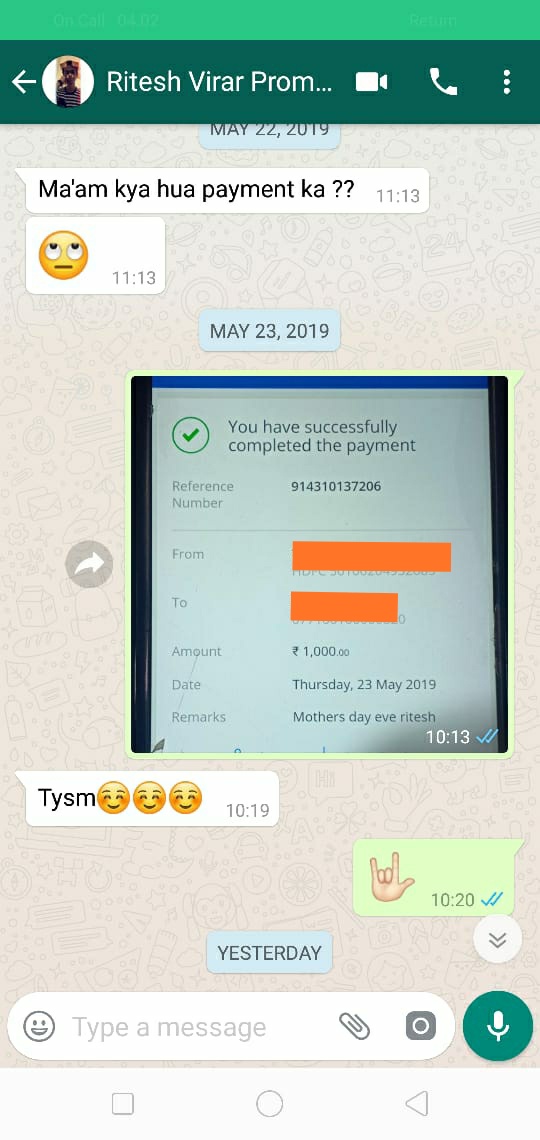 On Call 04:02
Return
Ritesh Virar Prom...
MAY 22, 2019
Ma'am kya hua payment ka ??
11:13
11:13
MAY 23, 2019
You have successfully
completed the payment
Reference
Number
914310137206
From
To
Amount
₹ 1,000.00
Date
Thursday, 23 May 2019
Remarks
Mothers day eve ritesh
10:13
Tysm☺️☺️☺️
10:19
10:20
YESTERDAY
Type a message